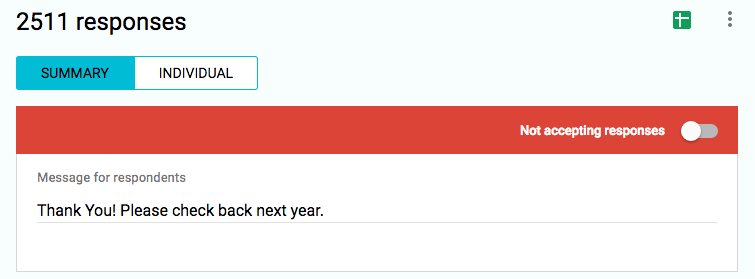 2511 responses
SUMMARY INDIVIDUAL
Not accepting responses
Message for respondents
Thank You! Please check back next year.